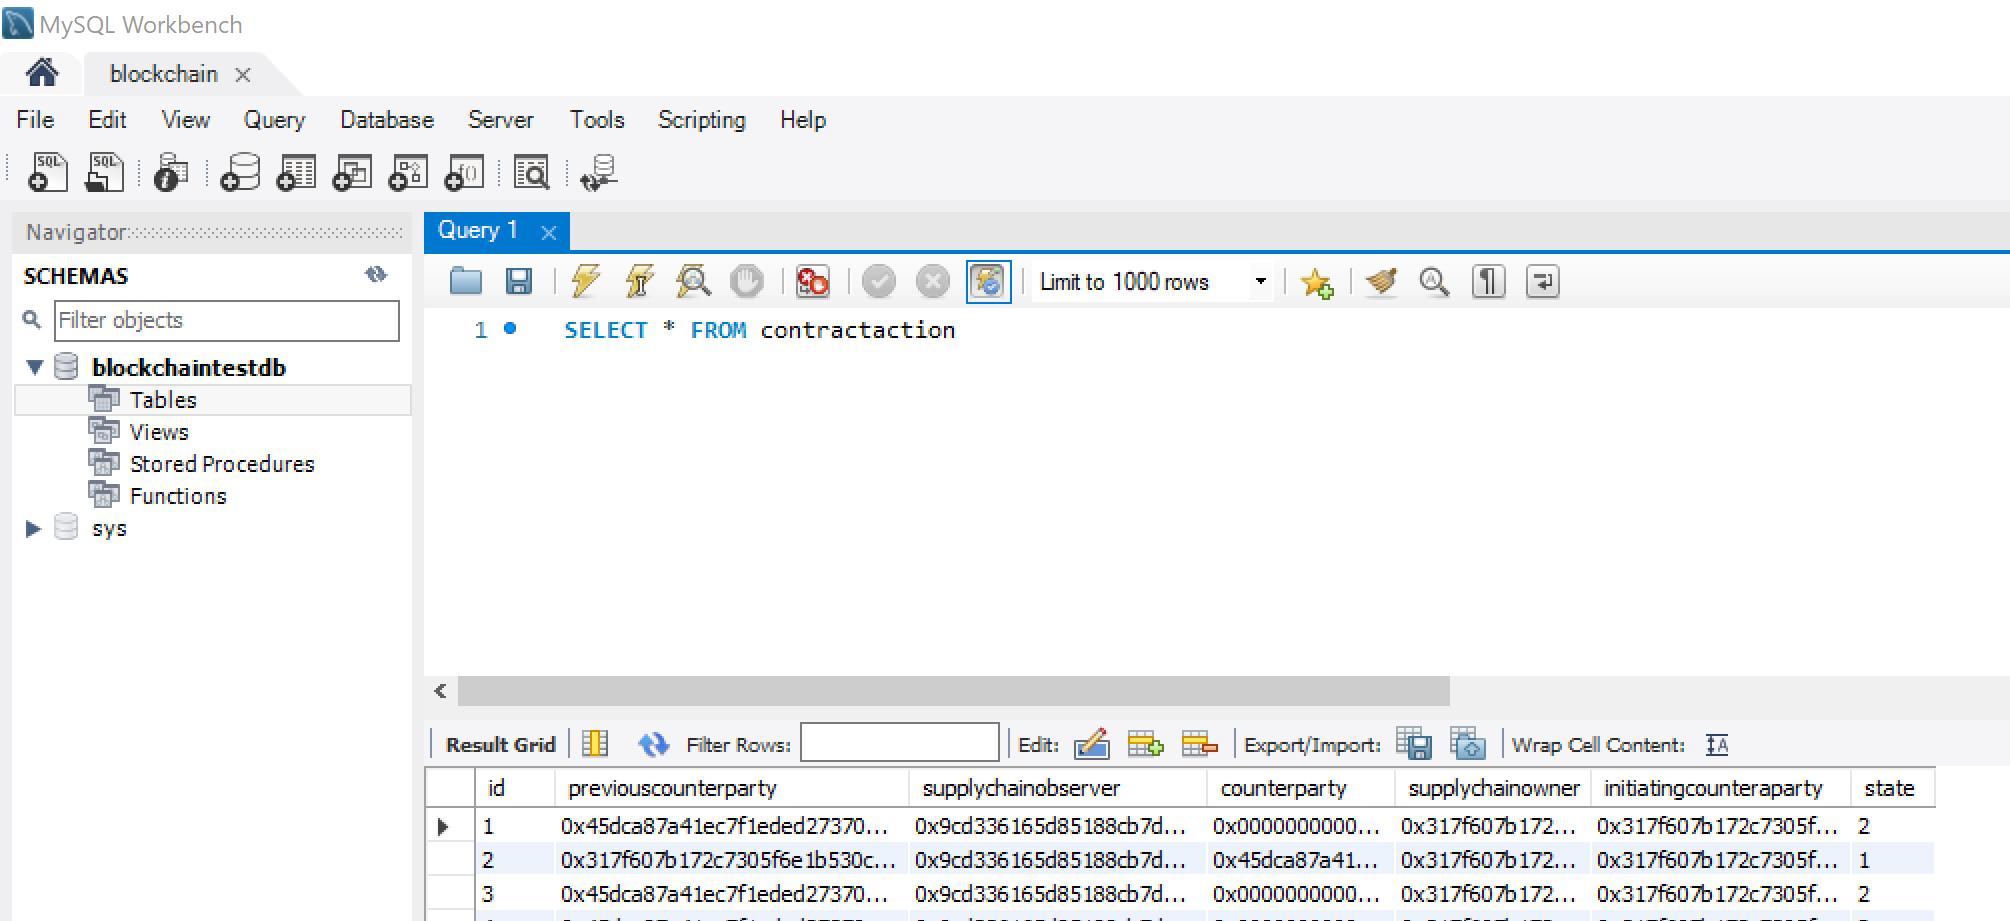 MySQL Workbench
blockchain
File Edit View Query Database Server Tools Scripting Help
Navigator
SCHEMAS
Filter objects
blockchaintestdb
Tables
Views
Stored Procedures
Functions
sys
Query 1
Limit to 1000 rows
1 SELECT * FROM contractaction
Result Grid Filter Rows: Edit: Export/Import: Wrap Cell Content:
id previouscounterparty supplychainobserver counterparty supplychainowner initiatingcounteraparty state
1 0x45dca87a41ec7f1eded27370... 0x9cd336165d85188cb7d... 0x0000000000... 0x317f607b172... 0x317f607b172c7305f... 2
2 0x317f607b172c7305f6e1b530c... 0x9cd336165d85188cb7d... 0x45dca87a41... 0x317f607b172... 0x317f607b172c7305f... 1
3 0x45dca87a41ec7f1eded27370... 0x9cd336165d85188cb7d... 0x0000000000... 0x317f607b172... 0x317f607b172c7305f... 2